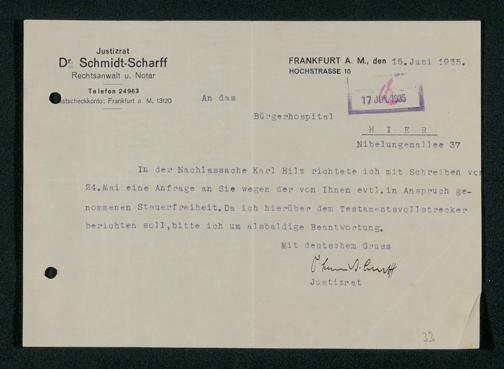 Justizrat
Dr. Schmidt-Scharff
Rechtsanwalt u. Notar
Telefon 24963
Postscheckkonto: Frankfurt a. M. 13120
FRANKFURT A. M., den 15. Juni 1935.
HOCHSTRASSE 10
17 JUNI 1935
An das
Bürgerhospital
H I E R
Nibelungenallee 37
In der Nachlassache Karl Hilz richtete ich mit Schreiben vom
24. Mai eine Anfrage an Sie wegen der von Ihnen evtl. in Anspruch ge-
nommenen Steuerfreiheit. Da ich hierüber dem Testamentsvollstrecker
berichten soll, bitte ich um alsbaldige Beantwortung.
Mit deutschem Gruss
Schmidt-Scharff
Justizrat
33